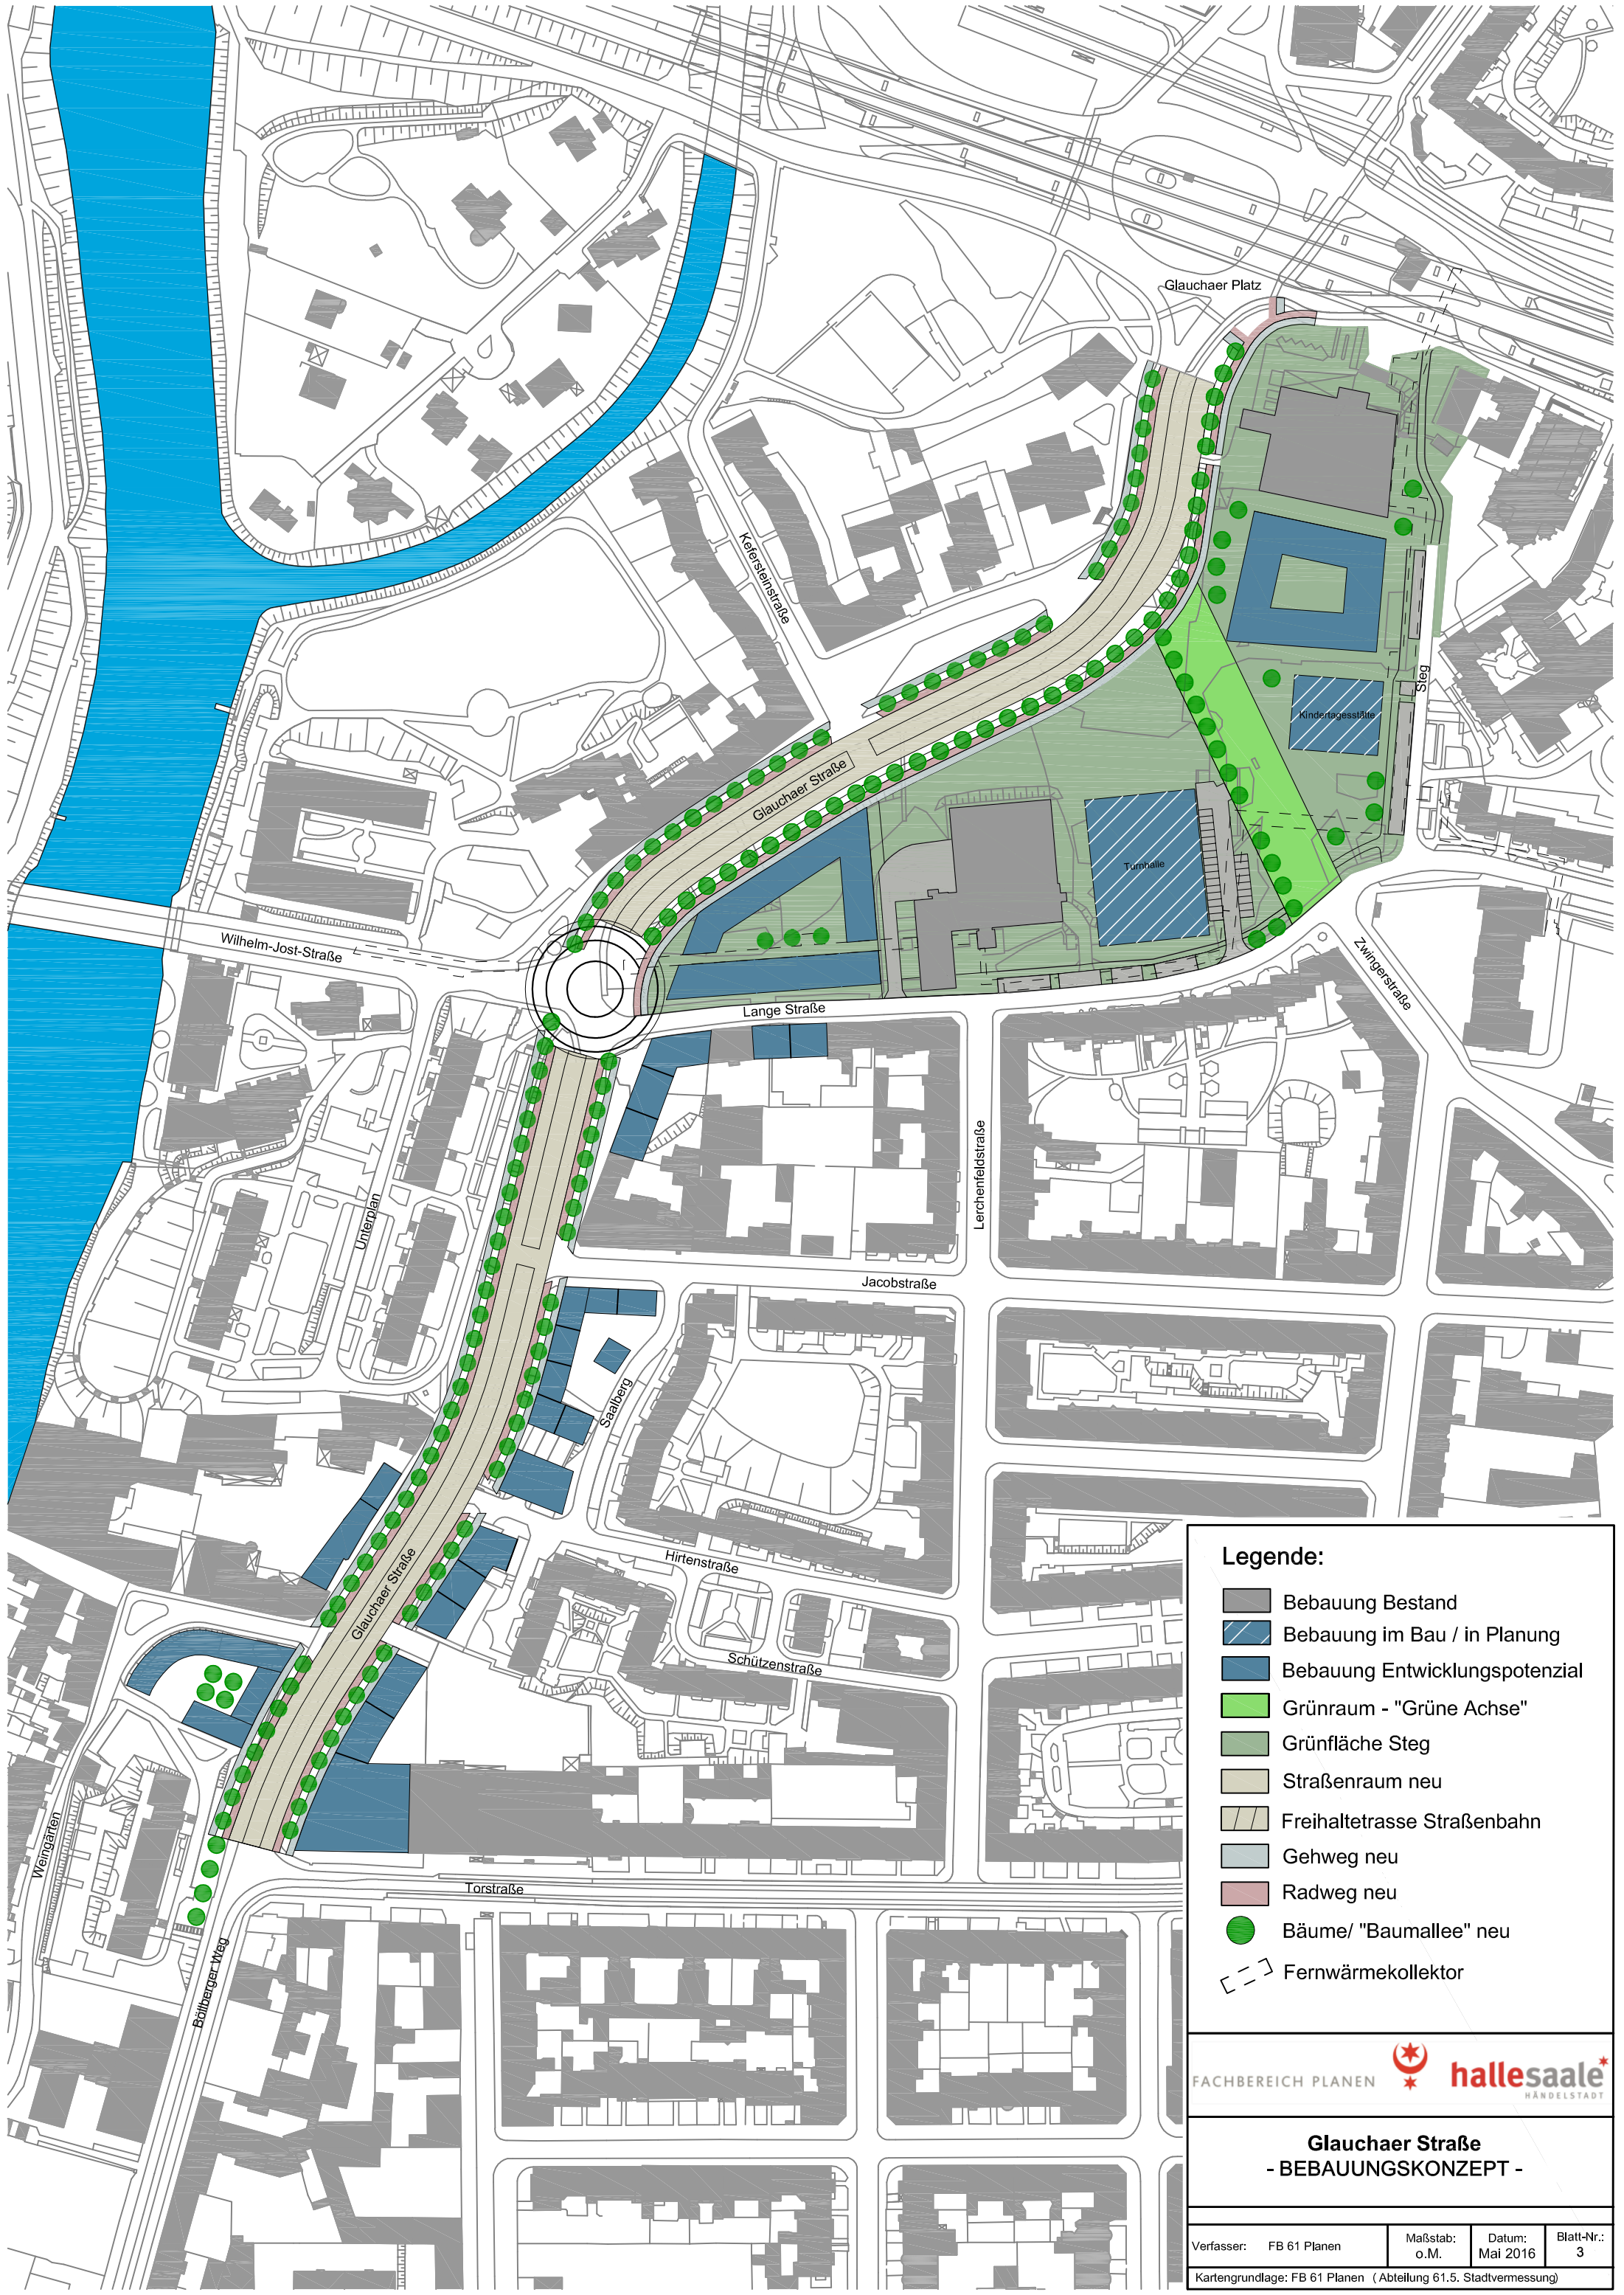 Glauchaer Platz
Kefersteinstraße
Steg
Kindertagesstätte
Glauchaer Straße
Turnhalle
Wilhelm-Jost-Straße
Zwingerstraße
Lange Straße
Lerchenfeldstraße
Unterplan
Jacobstraße
Saalberg
Hirtenstraße
Glauchaer Straße
Schützenstraße
Weingärten
Torstraße
Böllberger Weg
Legende:
Bebauung Bestand
Bebauung im Bau / in Planung
Bebauung Entwicklungspotenzial
Grünraum - "Grüne Achse"
Grünfläche Steg
Straßenraum neu
Freihaltetrasse Straßenbahn
Gehweg neu
Radweg neu
Bäume/ "Baumallee" neu
Fernwärmekollektor
FACHBEREICH PLANEN
hallesaale
HÄNDELSTADT
Glauchaer Straße
- BEBAUUNGSKONZEPT -
Verfasser: FB 61 Planen
Maßstab:
o.M.
Datum:
Mai 2016
Blatt-Nr.:
3
Kartengrundlage: FB 61 Planen ( Abteilung 61.5. Stadtvermessung)